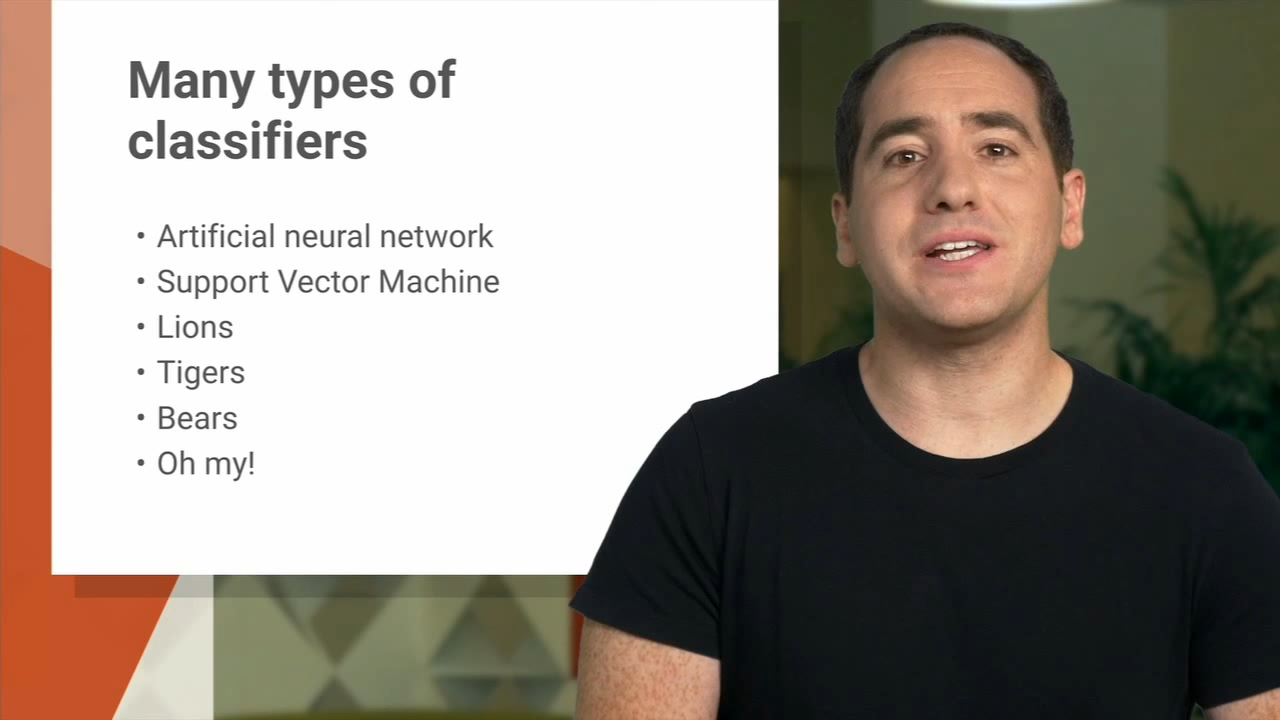 Many types of
classifiers
• Artificial neural network
• Support Vector Machine
• Lions
• Tigers
• Bears
• Oh my!